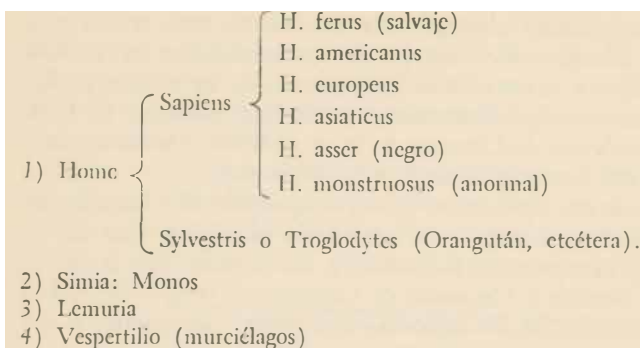 H. ferus (salvaje)
H. americanus
H. europeus
Sapiens
H. asiaticus
H. asser (negro)
1) Home
H. monstruosus (anormal)
Sylvestris o Troglodytes (Orangután, etcétera).
2) Simia: Monos
3) Lemuria
4) Vespertilio (murciélagos)